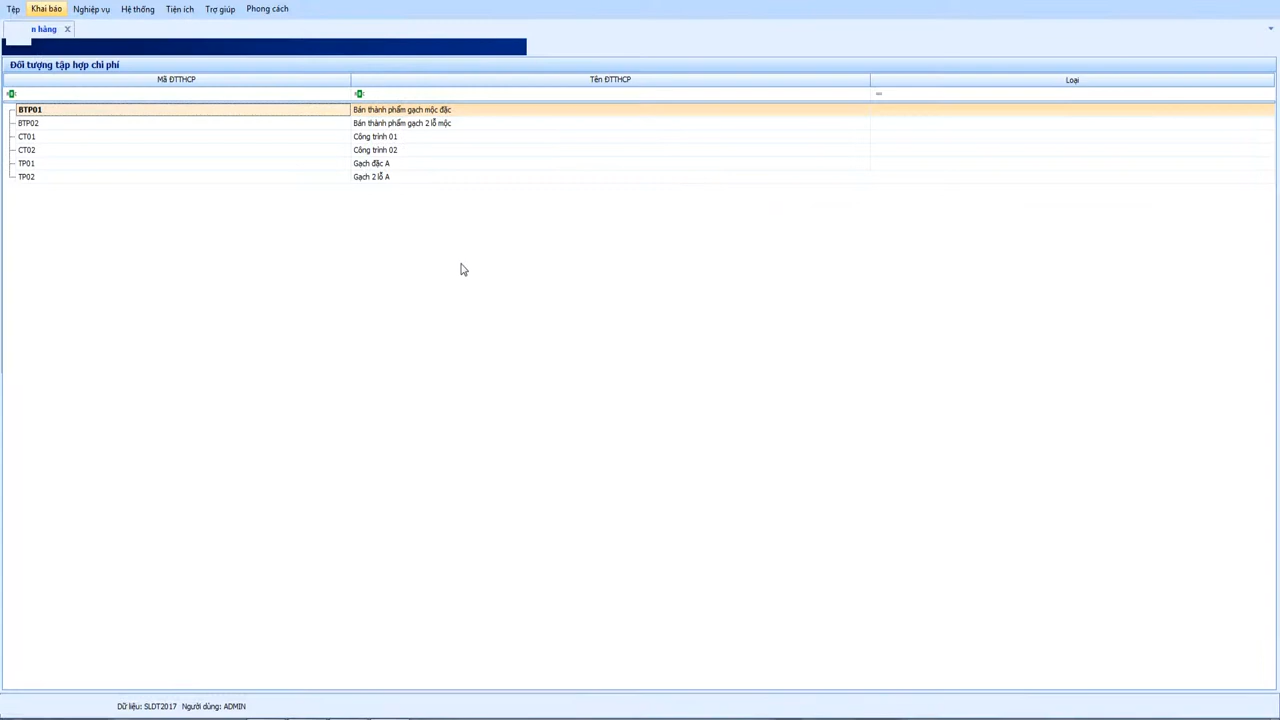 Tệp Khai báo Nghiệp vụ Hệ thống Tiện ích Trợ giúp Phong cách
n hàng x
Đối tượng tập hợp chi phí
Mã ĐTTHCP Tên ĐTTHCP Loại
=
BTP01 Bán thành phẩm gạch mộc đặc
BTP02 Bán thành phẩm gạch 2 lỗ mộc
CT01 Công trình 01
CT02 Công trình 02
TP01 Gạch đặc A
TP02 Gạch 2 lỗ A
Dữ liệu: SLDT2017 Người dùng: ADMIN